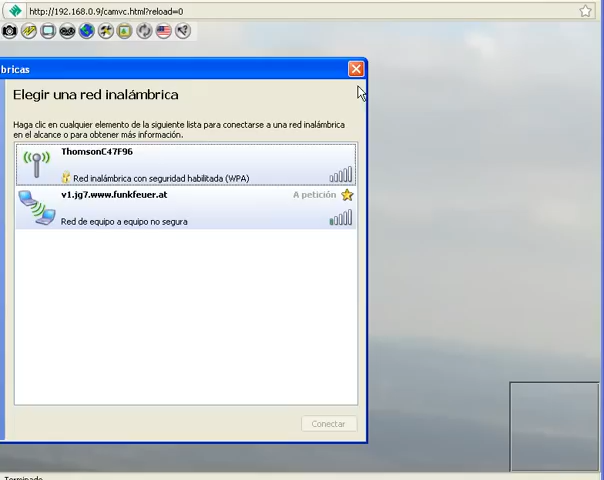 http://192.168.0.9/camvc.html?reload=0
bricas
Elegir una red inalámbrica
Haga clic en cualquier elemento de la siguiente lista para conectarse a una red inalámbrica
en el alcance o para obtener más información.
ThomsonC47F96
Red inalámbrica con seguridad habilitada (WPA)
v1.jg7.www.funkfeuer.at
A petición
Red de equipo a equipo no segura
Conectar
Terminado